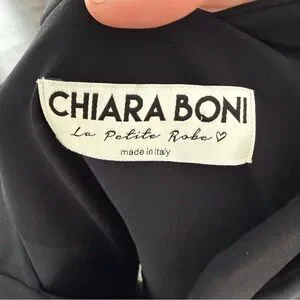 CHIARA BONI
La Petite Robe ♡
made in Italy